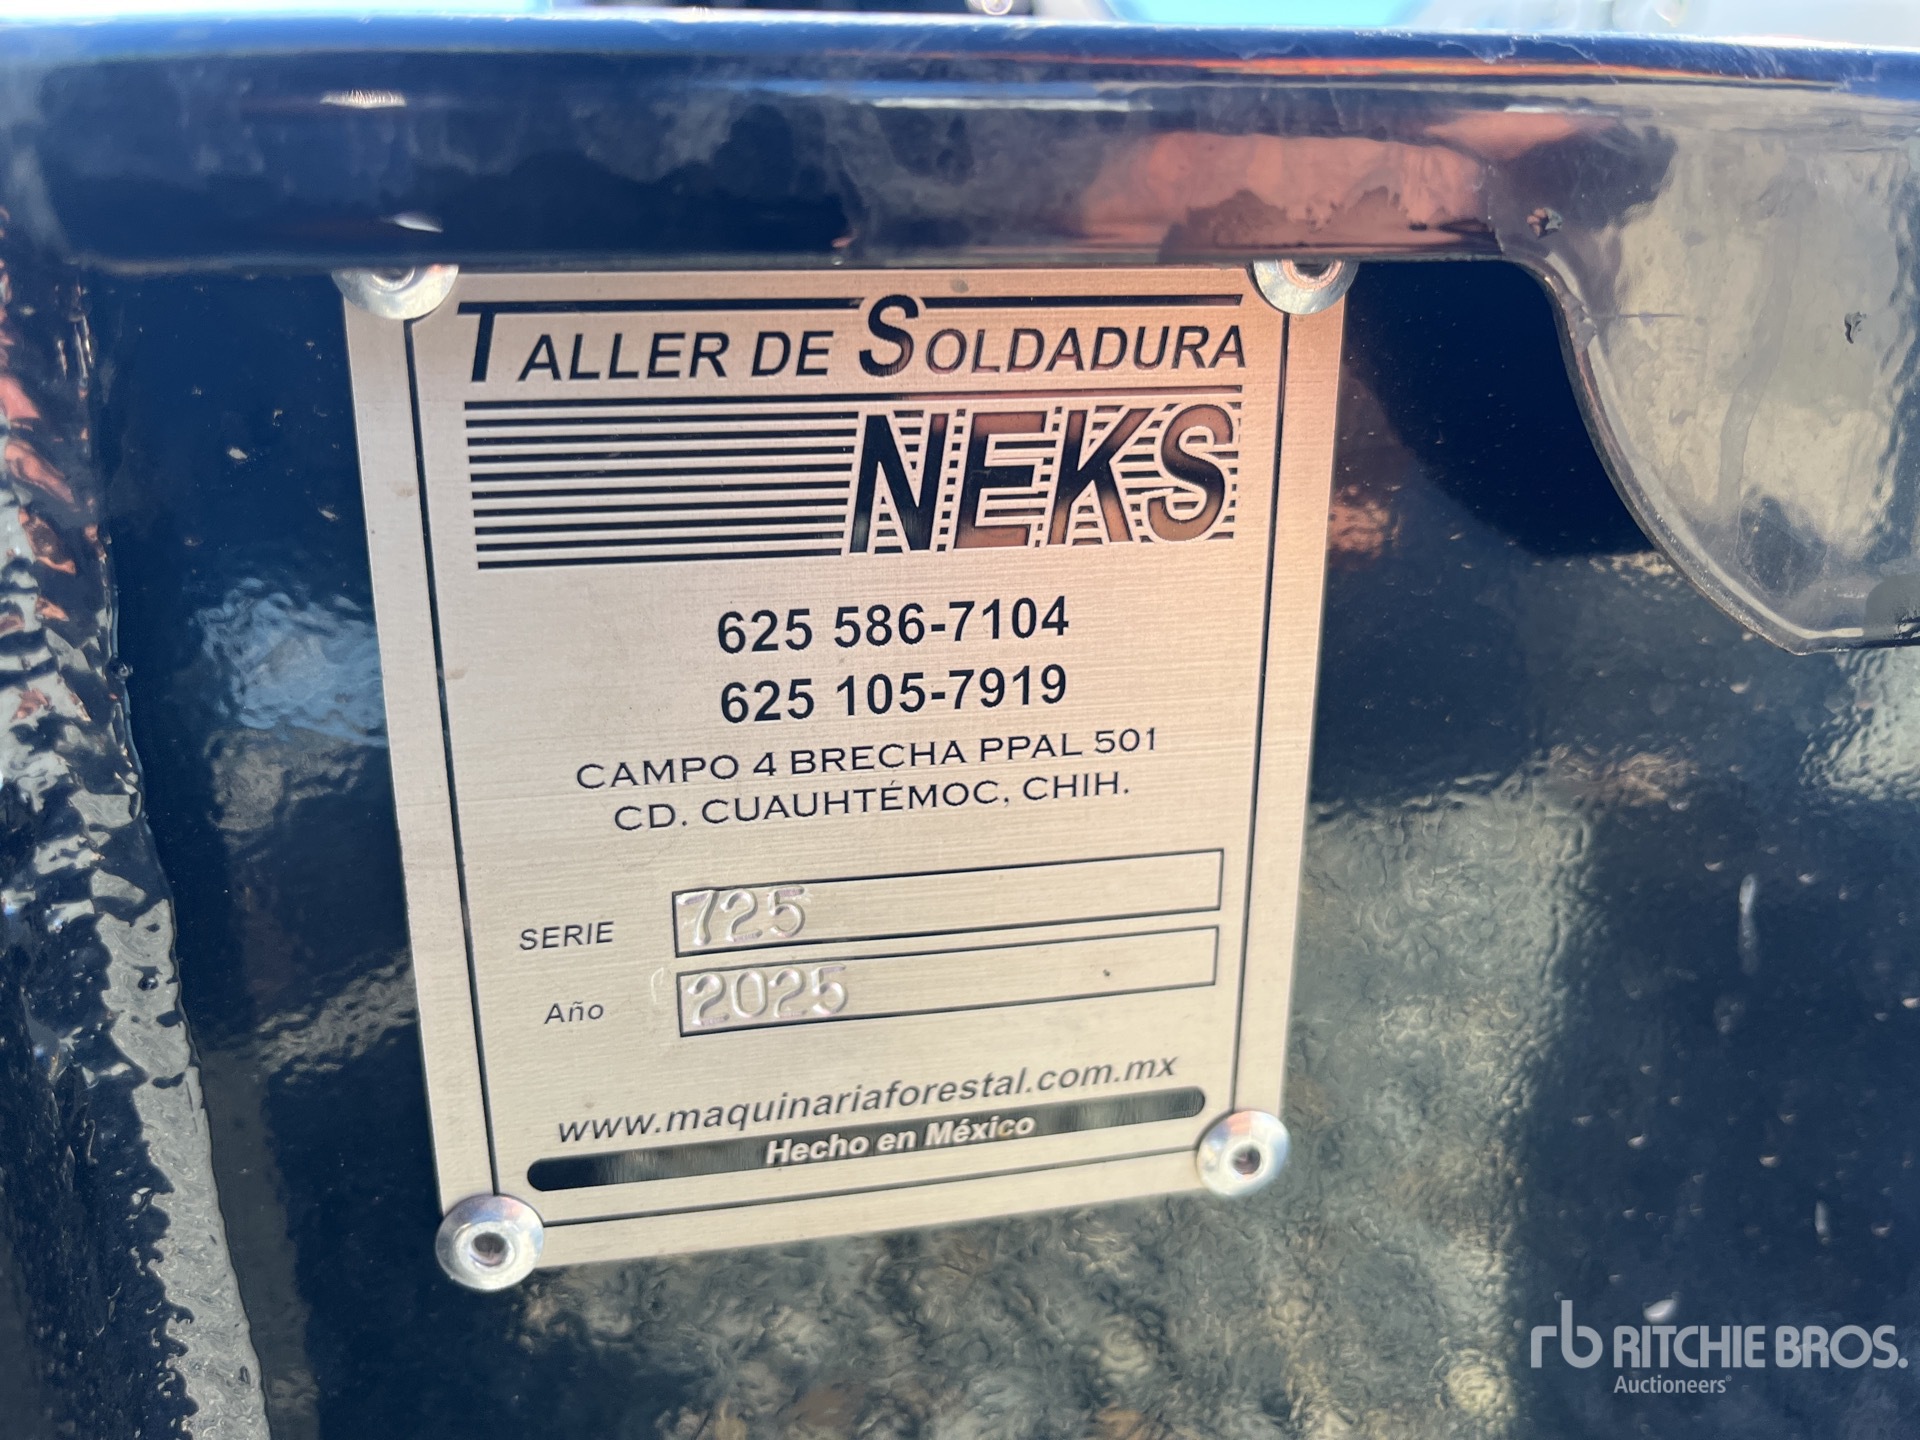 TALLER DE SOLDADURA
NEKS
625 586-7104
625 105-7919
CAMPO 4 BRECHA PPAL 501
CD. CUAUHTÉMOC, CHIH.
SERIE 725
Año 2025
www.maquinariaforestal.com.mx
Hecho en México
rb RITCHIE BROS.
Auctioneers